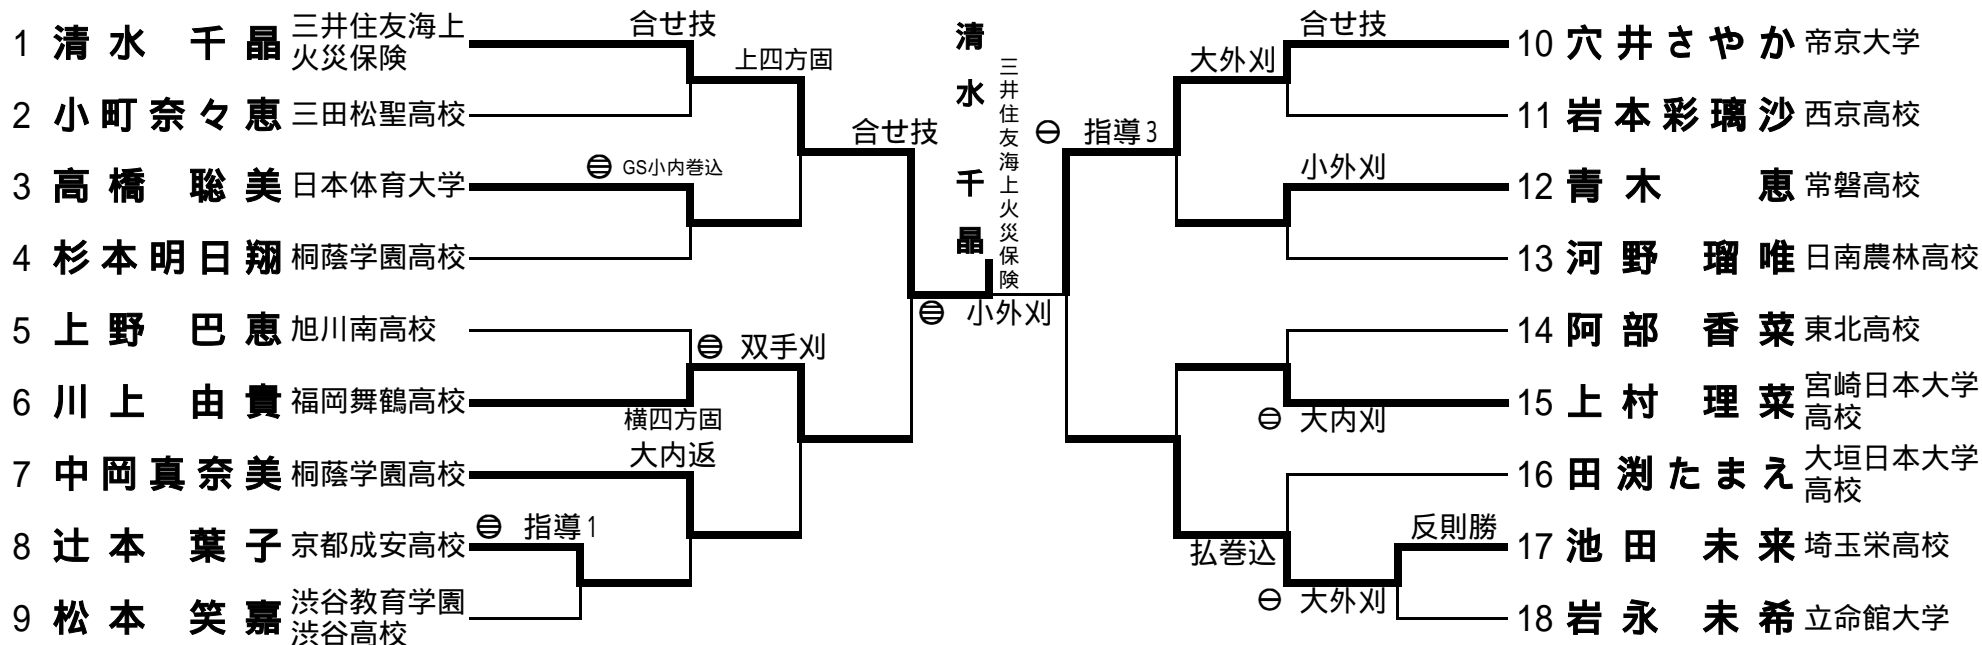 1 清水 千晶 三井住友海上
火災保険
2 小町奈々恵 三田松聖高校
3 高橋 聡美 日本体育大学
4 杉本明日翔 桐蔭学園高校
5 上野 巴恵 旭川南高校
6 川上 由貴 福岡舞鶴高校
7 中岡真奈美 桐蔭学園高校
8 辻本 葉子 京都成安高校
9 松本 笑嘉 渋谷教育学園
渋谷高校
合せ技
上四方固
合せ技
GS小内巻込
双手刈
横四方固
大内返
指導1
清水 千晶
三井住友海上火災保険
小外刈
指導3
大外刈
合せ技
小外刈
大内刈
払巻込
反則勝
大外刈
10 穴井さやか 帝京大学
11 岩本彩璃沙 西京高校
12 青木 恵 常磐高校
13 河野 瑠唯 日南農林高校
14 阿部 香菜 東北高校
15 上村 理菜 宮崎日本大学
高校
16 田渕たまえ 大垣日本大学
高校
17 池田 未来 埼玉栄高校
18 岩永 未希 立命館大学